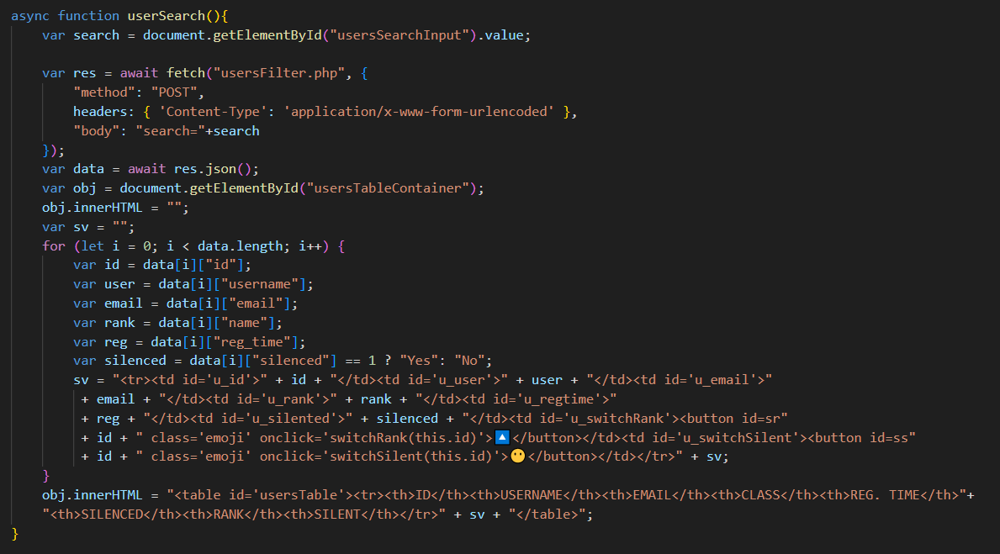 async function userSearch(){
    var search = document.getElementById("usersSearchInput").value;

    var res = await fetch("usersFilter.php", {
        "method": "POST",
        headers: { 'Content-Type': 'application/x-www-form-urlencoded' },
        "body": "search="+search
    });
    var data = await res.json();
    var obj = document.getElementById("usersTableContainer");
    obj.innerHTML = "";
    var sv = "";
    for (let i = 0; i < data.length; i++) {
        var id = data[i]["id"];
        var user = data[i]["username"];
        var email = data[i]["email"];
        var rank = data[i]["name"];
        var reg = data[i]["reg_time"];
        var silenced = data[i]["silenced"] == 1 ? "Yes": "No";
        sv = "<tr><td id='u_id'>" + id + "</td><td id='u_user'>" + user + "</td><td id='u_email'>"
         + email + "</td><td id='u_rank'>" + rank + "</td><td id='u_regtime'>"
         + reg + "</td><td id='u_silented'>" + silenced + "</td><td id='u_switchRank'><button id=sr"
         + id + " class='emoji' onclick='switchRank(this.id)'>🔼</button></td><td id='u_switchSilent'><button id=ss"
         + id + " class='emoji' onclick='switchSilent(this.id)'>😶</button></td></tr>" + sv;
    }
    obj.innerHTML = "<table id='usersTable'><tr><th>ID</th><th>USERNAME</th><th>EMAIL</th><th>CLASS</th><th>REG. TIME</th>"+
    "<th>SILENCED</th><th>RANK</th><th>SILENT</th></tr>" + sv + "</table>";
}